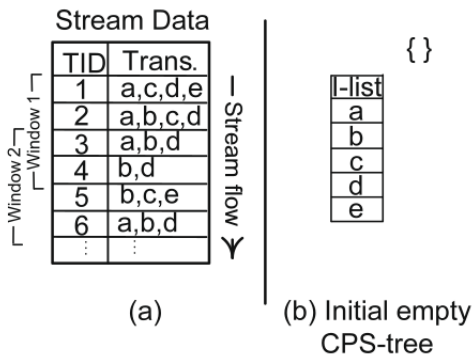 Stream Data
TID Trans.
1 a,c,d,e
2 a,b,c,d
3 a,b,d
4 b,d
5 b,c,e
6 a,b,d
⋮ ⋮
Window 1
Window 2
Stream flow
(a)
{ }
I-list
a
b
c
d
e
(b) Initial empty
CPS-tree